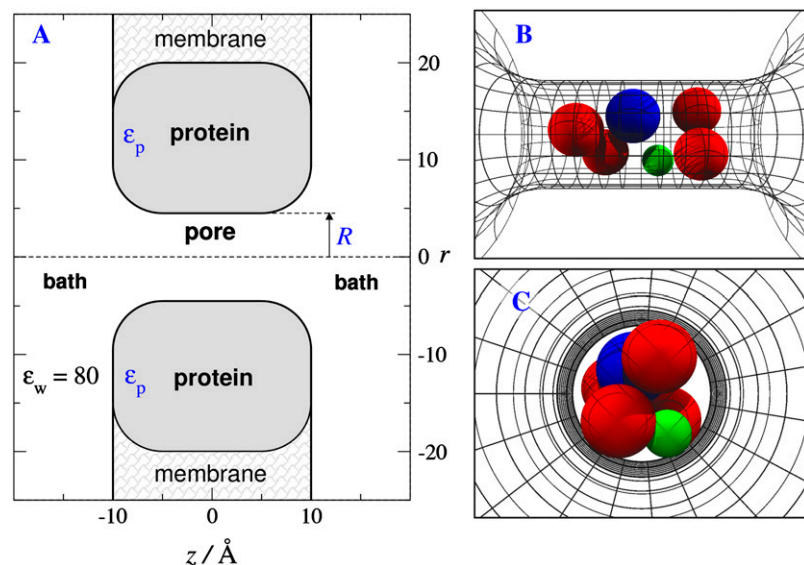 A
membrane
20
εp
protein
10
pore
R
0 r
bath
bath
-10
εw = 80
εp
protein
-20
membrane
-10
0
10
z / Å
B
C